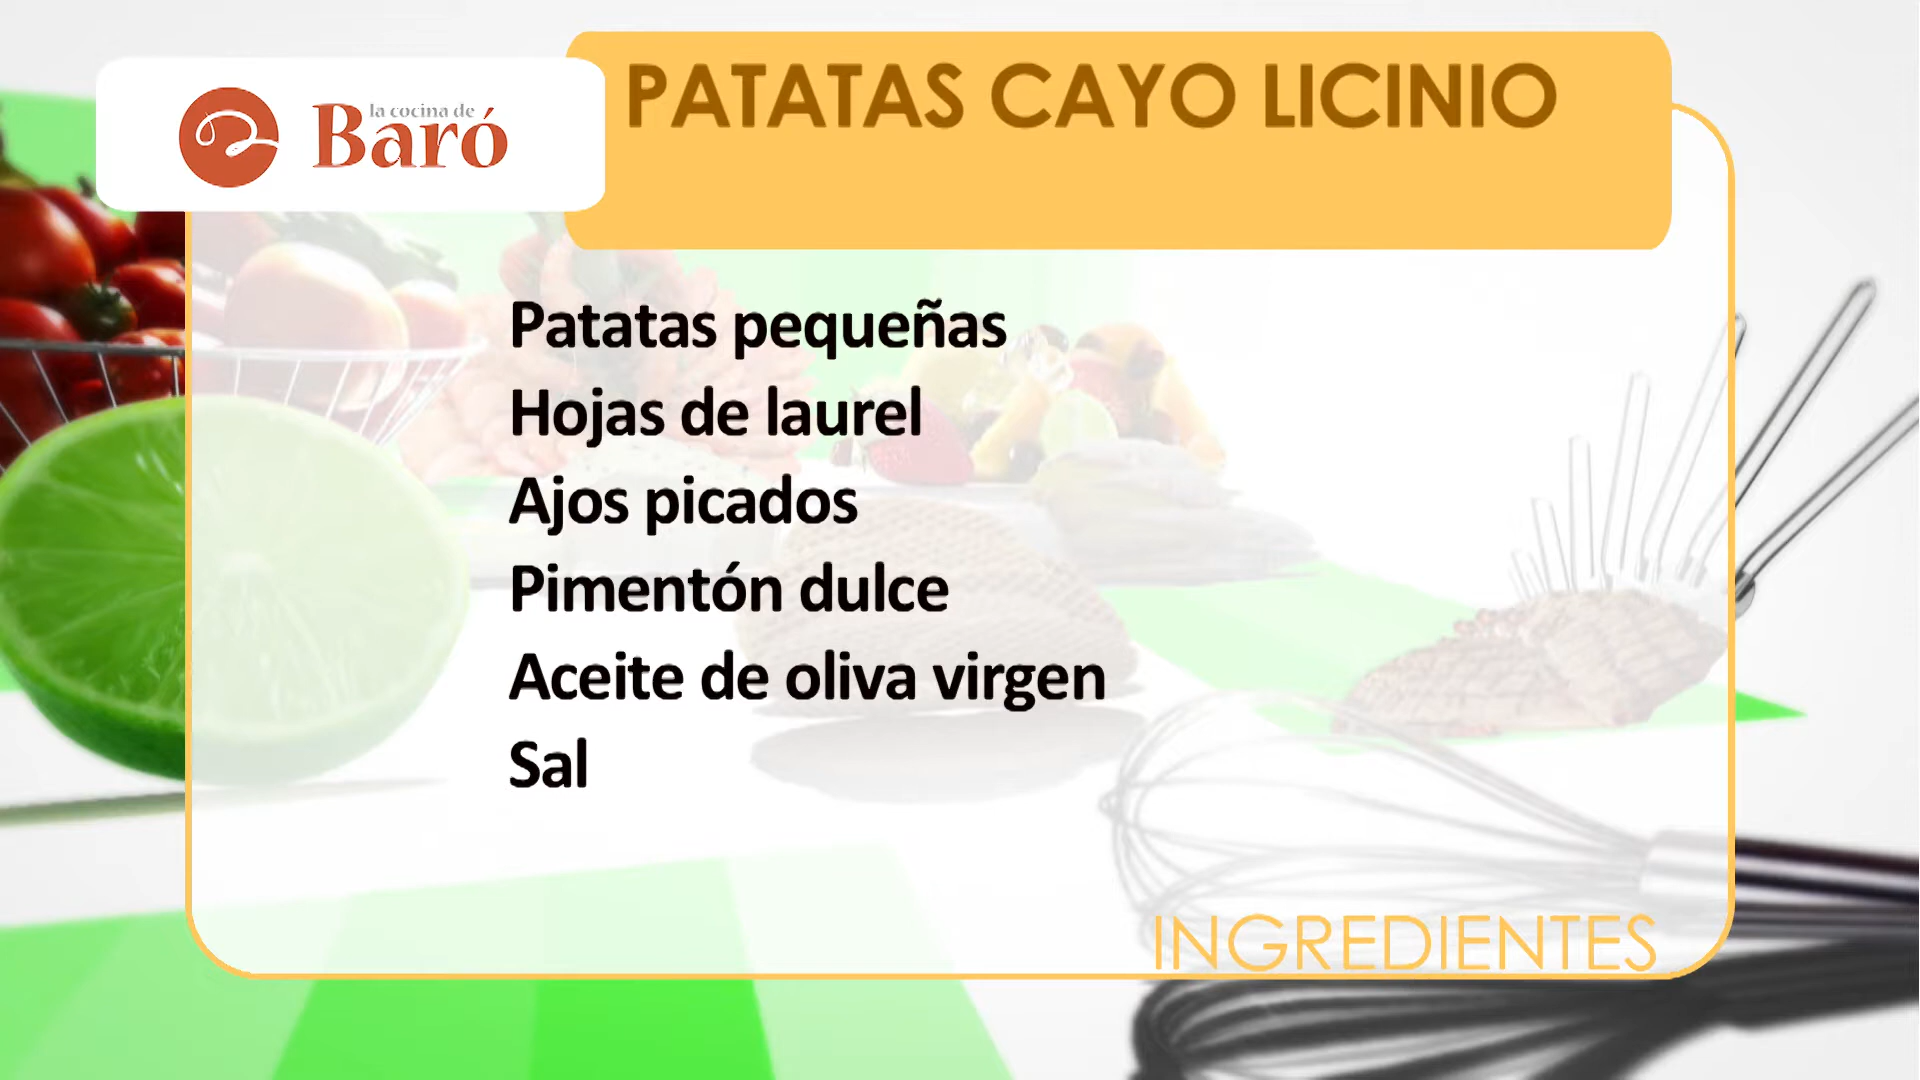 la cocina de
Baró
PATATAS CAYO LICINIO
Patatas pequeñas
Hojas de laurel
Ajos picados
Pimentón dulce
Aceite de oliva virgen
Sal
INGREDIENTES